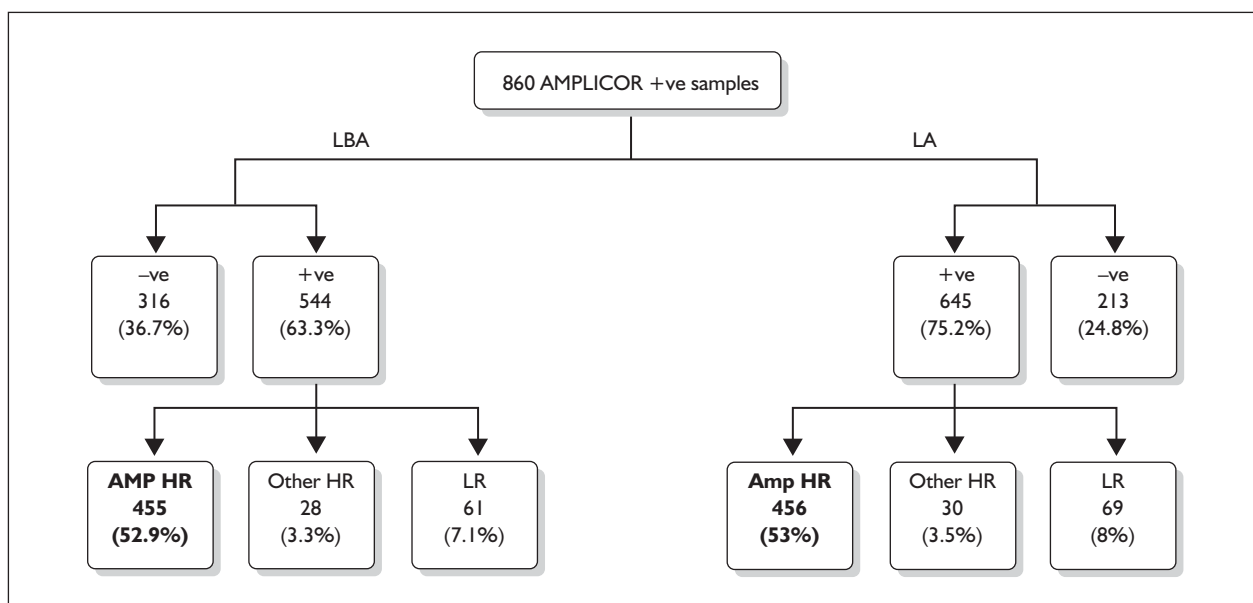 860 AMPLICOR +ve samples
LBA
LA
–ve
316
(36.7%)
+ve
544
(63.3%)
+ve
645
(75.2%)
–ve
213
(24.8%)
AMP HR
455
(52.9%)
Other HR
28
(3.3%)
LR
61
(7.1%)
Amp HR
456
(53%)
Other HR
30
(3.5%)
LR
69
(8%)